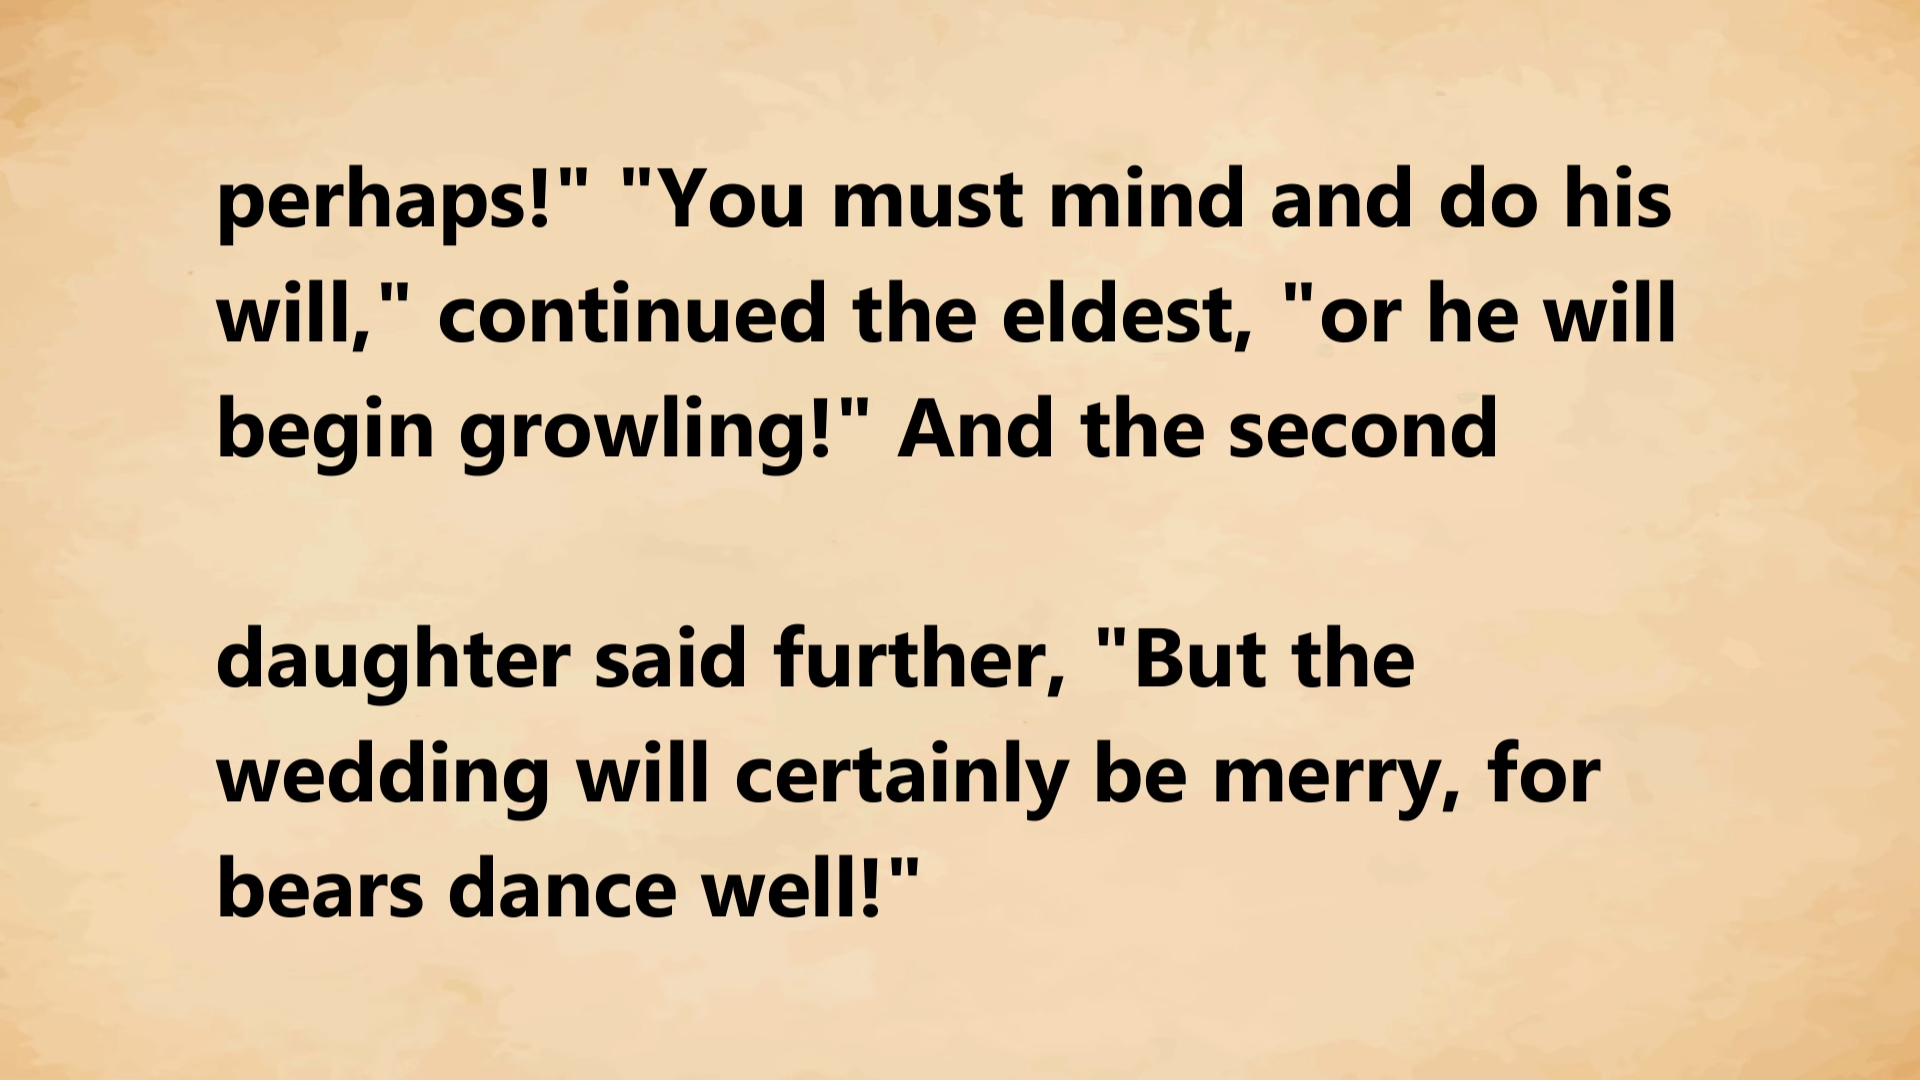 perhaps!" "You must mind and do his
will," continued the eldest, "or he will
begin growling!" And the second
daughter said further, "But the
wedding will certainly be merry, for
bears dance well!"